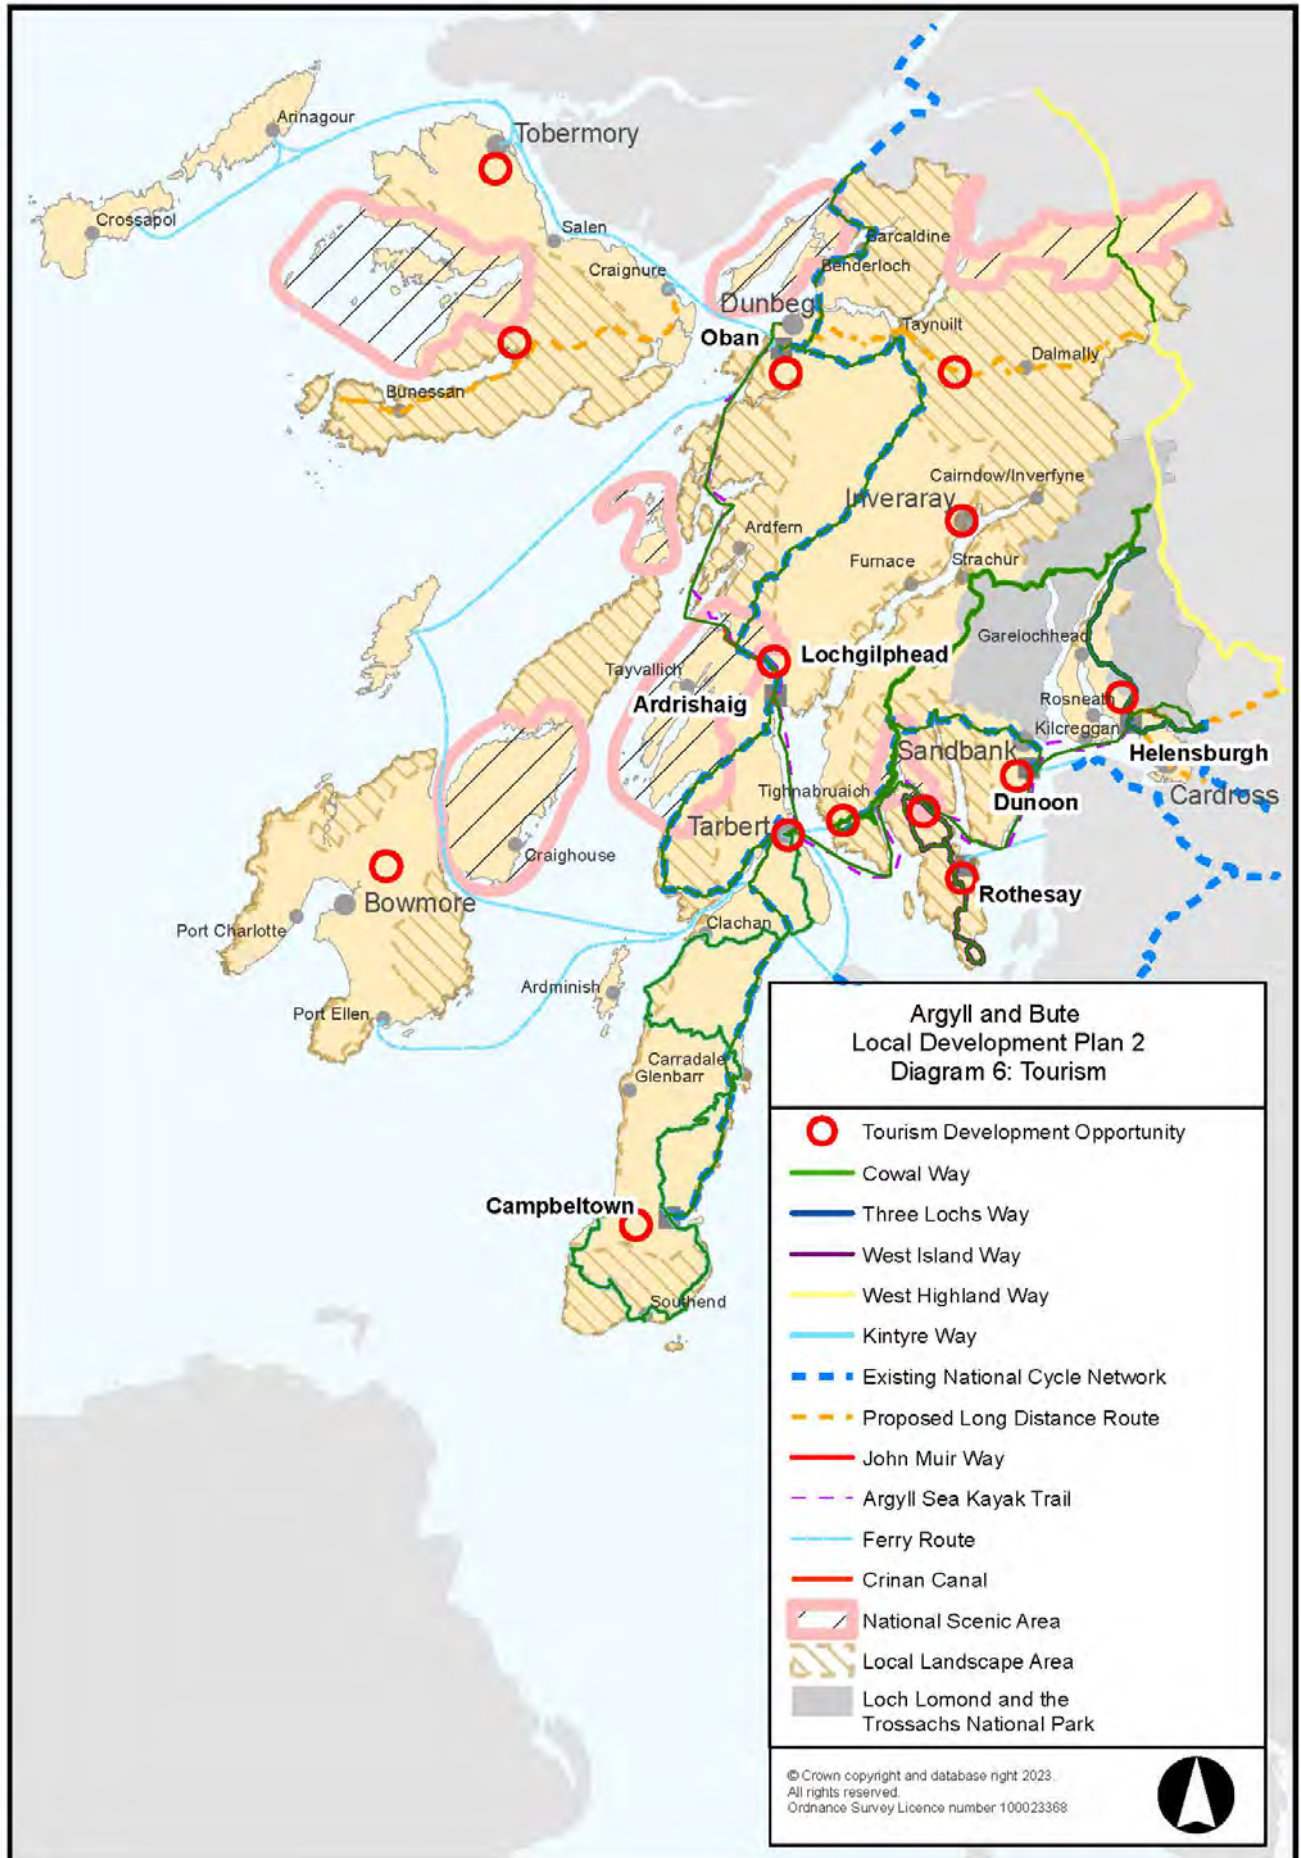 Arinagour
Tobermory
Crossapol
Salen
Barcaldine
Craignure
Benderloch
Dunbeg
Taynuilt
Oban
Dalmally
Bunessan
Cairndow/Inverfyne
Inveraray
Ardfern
Furnace
Strachur
Garelochhead
Lochgilphead
Tayvallich
Rosneath
Ardrishaig
Kilcreggan
Sandbank
Helensburgh
Tighnabruaich
Dunoon
Cardross
Tarbert
Craighouse
Rothesay
Bowmore
Clachan
Port Charlotte
Ardminish
Port Ellen
Carradale
Glenbarr
Campbeltown
Southend
Argyll and Bute
Local Development Plan 2
Diagram 6: Tourism
Tourism Development Opportunity
Cowal Way
Three Lochs Way
West Island Way
West Highland Way
Kintyre Way
Existing National Cycle Network
Proposed Long Distance Route
John Muir Way
Argyll Sea Kayak Trail
Ferry Route
Crinan Canal
National Scenic Area
Local Landscape Area
Loch Lomond and the
Trossachs National Park
© Crown copyright and database right 2023.
All rights reserved.
Ordnance Survey Licence number 100023368